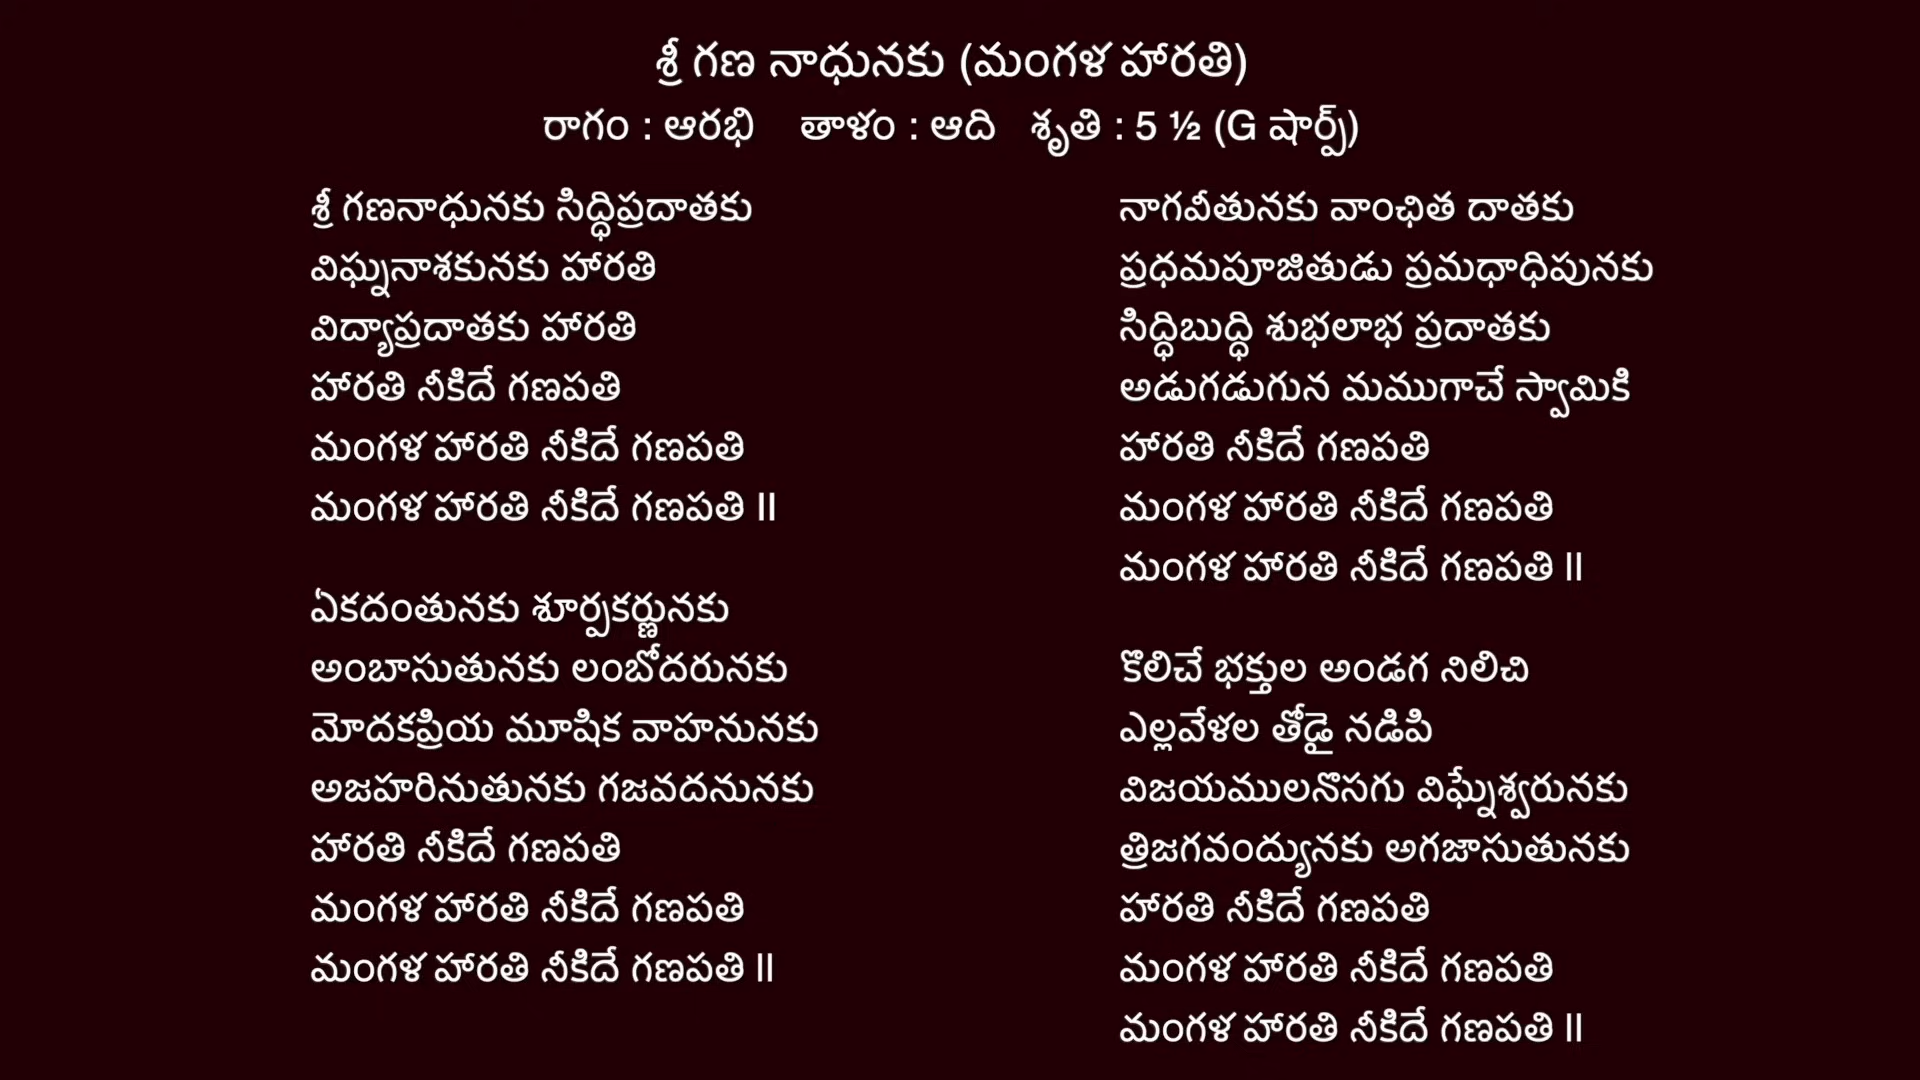 శ్రీ గణ నాధునకు (మంగళ హారతి)
రాగం : ఆరభి తాళం : ఆది శృతి : 5 ½ (G షార్ప్)
శ్రీ గణనాధునకు సిద్ధిప్రదాతకు
విఘ్ననాశకునకు హారతి
విద్యాప్రదాతకు హారతి
హారతి నీకిదే గణపతి
మంగళ హారతి నీకిదే గణపతి
మంగళ హారతి నీకిదే గణపతి ll
ఏకదంతునకు శూర్పకర్ణునకు
అంబాసుతునకు లంబోదరునకు
మోదకప్రియ మూషిక వాహనునకు
అజహరినుతునకు గజవదనునకు
హారతి నీకిదే గణపతి
మంగళ హారతి నీకిదే గణపతి
మంగళ హారతి నీకిదే గణపతి ll
నాగవీతునకు వాంఛిత దాతకు
ప్రధమపూజితుడు ప్రమధాధిపునకు
సిద్ధిబుద్ధి శుభలాభ ప్రదాతకు
అడుగడుగున మముగాచే స్వామికి
హారతి నీకిదే గణపతి
మంగళ హారతి నీకిదే గణపతి
మంగళ హారతి నీకిదే గణపతి ll
కొలిచే భక్తుల అండగ నిలిచి
ఎల్లవేళల తోడై నడిపి
విజయములనొసగు విఘ్నేశ్వరునకు
త్రిజగవంద్యునకు అగజాసుతునకు
హారతి నీకిదే గణపతి
మంగళ హారతి నీకిదే గణపతి
మంగళ హారతి నీకిదే గణపతి ll